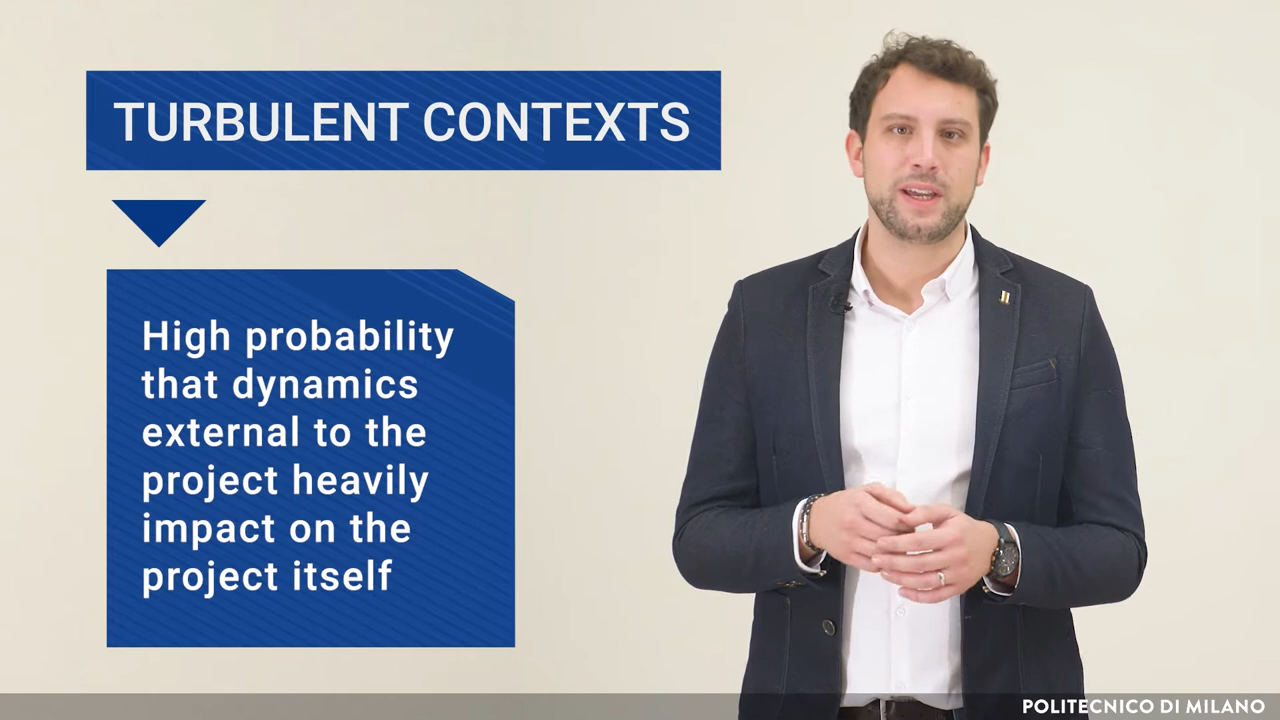 TURBULENT CONTEXTS
High probability
that dynamics
external to the
project heavily
impact on the
project itself
POLITECNICO DI MILANO